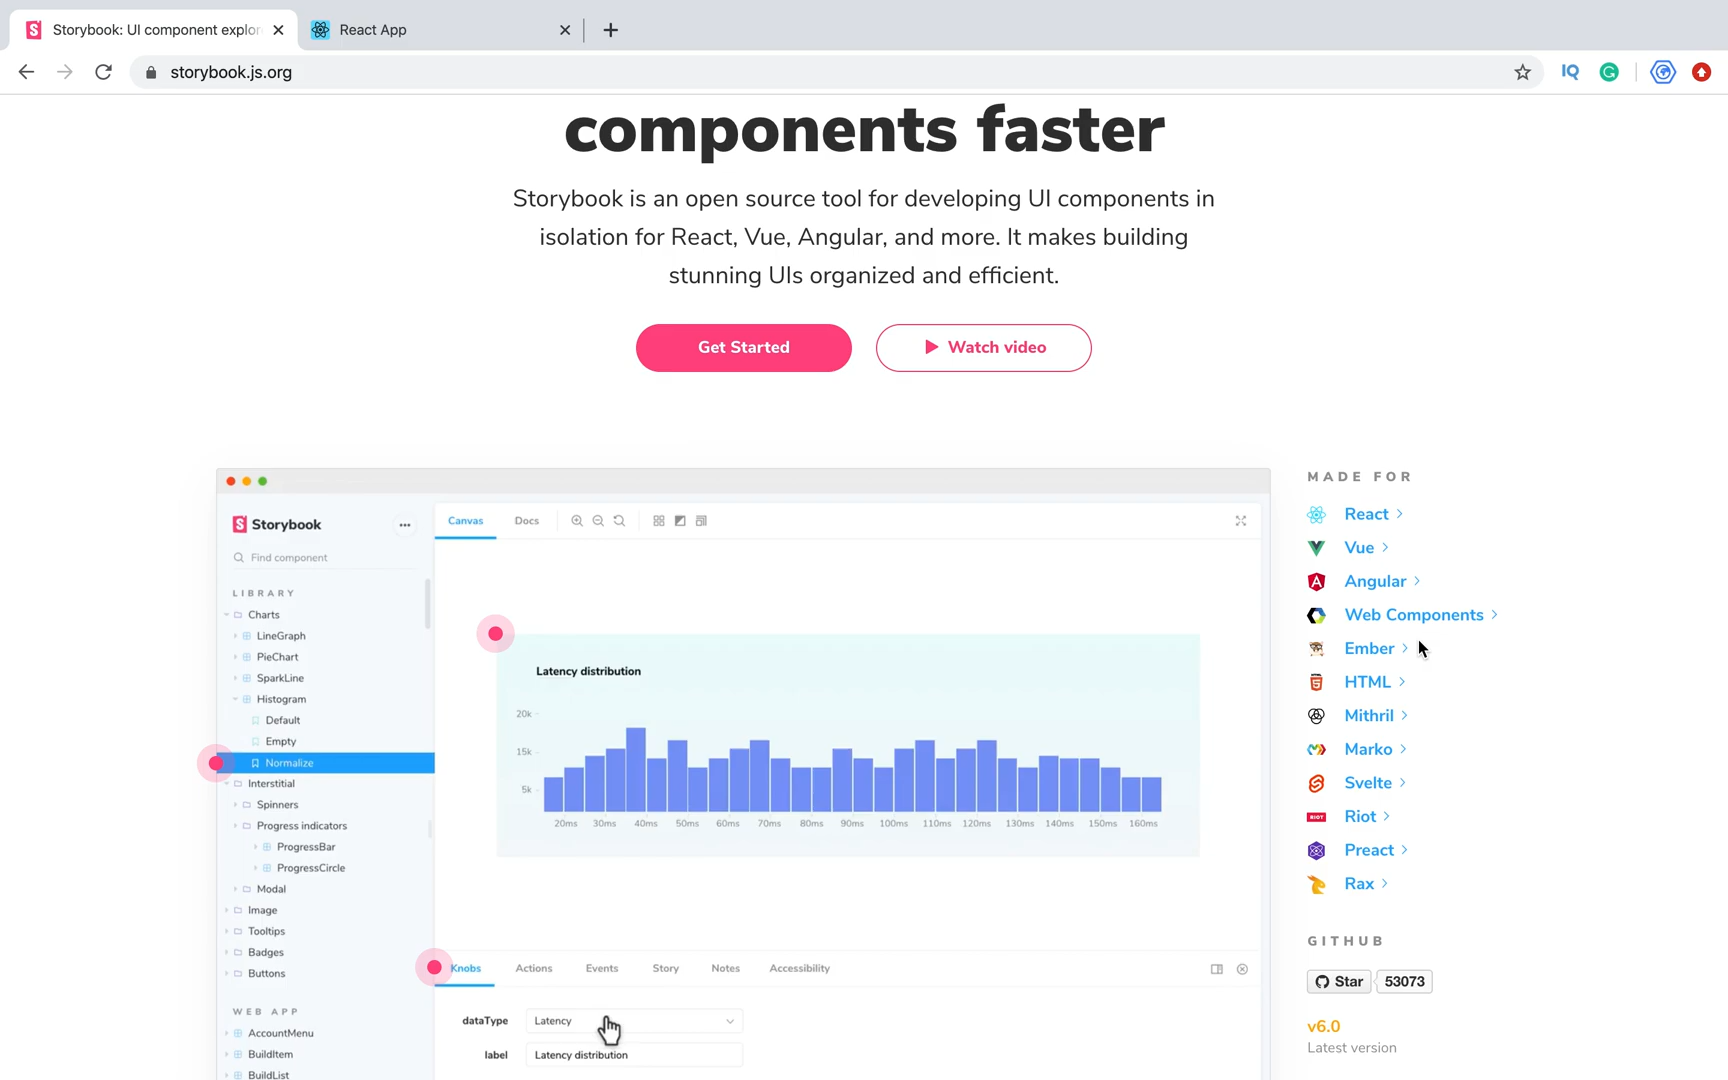 Storybook: UI component explor
React App
storybook.js.org
IQ
components faster
Storybook is an open source tool for developing UI components in
isolation for React, Vue, Angular, and more. It makes building
stunning UIs organized and efficient.
Get Started
Watch video
MADE FOR
React
Vue
Angular
Web Components
Ember
HTML
Mithril
Marko
Svelte
RIOT
Riot
Preact
Rax
GITHUB
Star 53073
v6.0
Latest version
Storybook
Find component
LIBRARY
Charts
LineGraph
PieChart
SparkLine
Histogram
Default
Empty
Normalize
Interstitial
Spinners
Progress indicators
ProgressBar
ProgressCircle
Modal
Image
Tooltips
Badges
Buttons
WEB APP
AccountMenu
BuildItem
BuildList
Canvas
Docs
Latency distribution
20k
15k
5k
20ms 30ms 40ms 50ms 60ms 70ms 80ms 90ms 100ms 110ms 120ms 130ms 140ms 150ms 160ms
Knobs Actions Events Story Notes Accessibility
dataType Latency
label Latency distribution